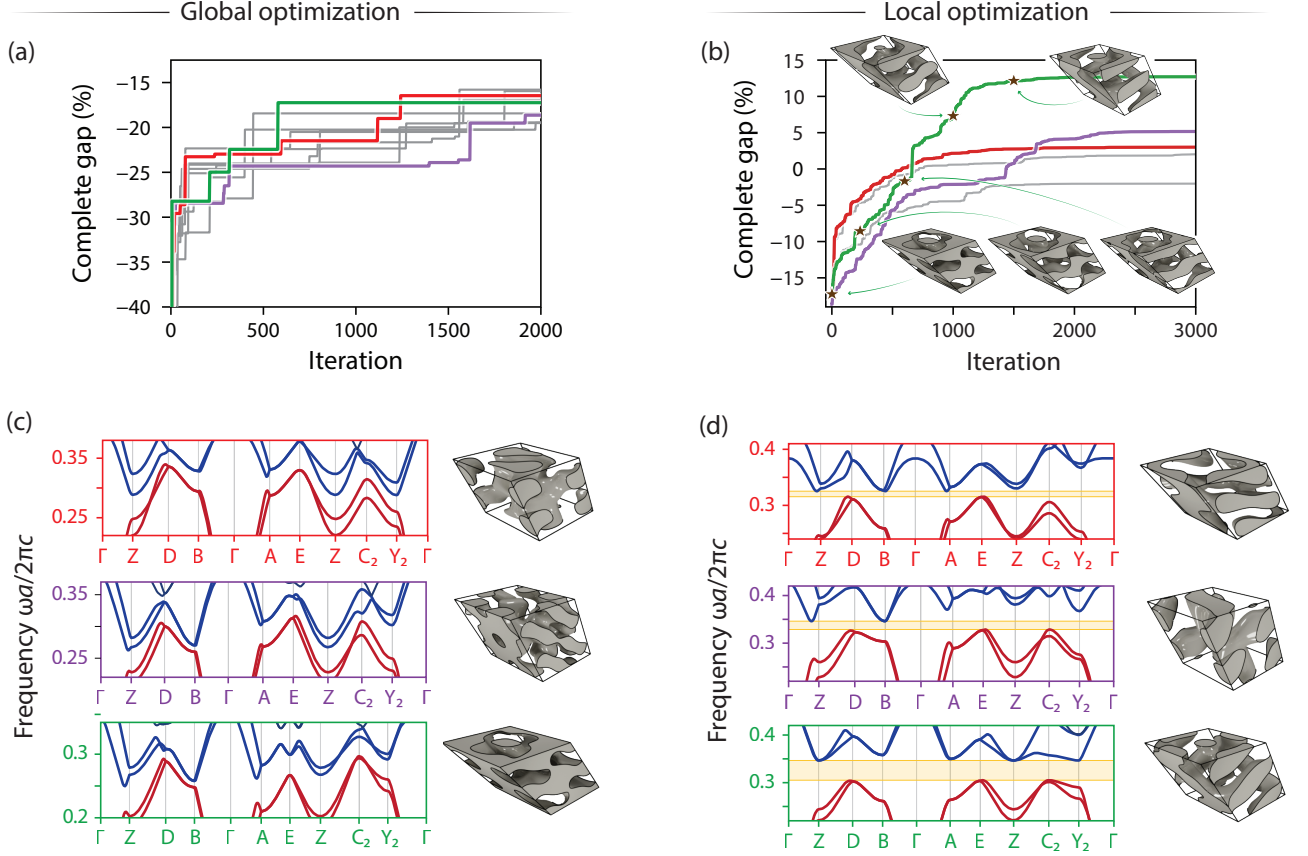 Global optimization
Local optimization
(a)
Complete gap (%)
−15
−20
−25
−30
−35
−40
0 500 1000 1500 2000
Iteration
(b)
Complete gap (%)
15
10
5
0
−5
−10
−15
0 1000 2000 3000
Iteration
(c)
Frequency ωa/2πc
0.35
0.25
Γ Z D B Γ A E Z C₂ Y₂ Γ
0.35
0.25
Γ Z D B Γ A E Z C₂ Y₂ Γ
0.3
0.2
Γ Z D B Γ A E Z C₂ Y₂ Γ
(d)
Frequency ωa/2πc
0.4
0.3
Γ Z D B Γ A E Z C₂ Y₂ Γ
0.4
0.3
Γ Z D B Γ A E Z C₂ Y₂ Γ
0.4
0.3
Γ Z D B Γ A E Z C₂ Y₂ Γ